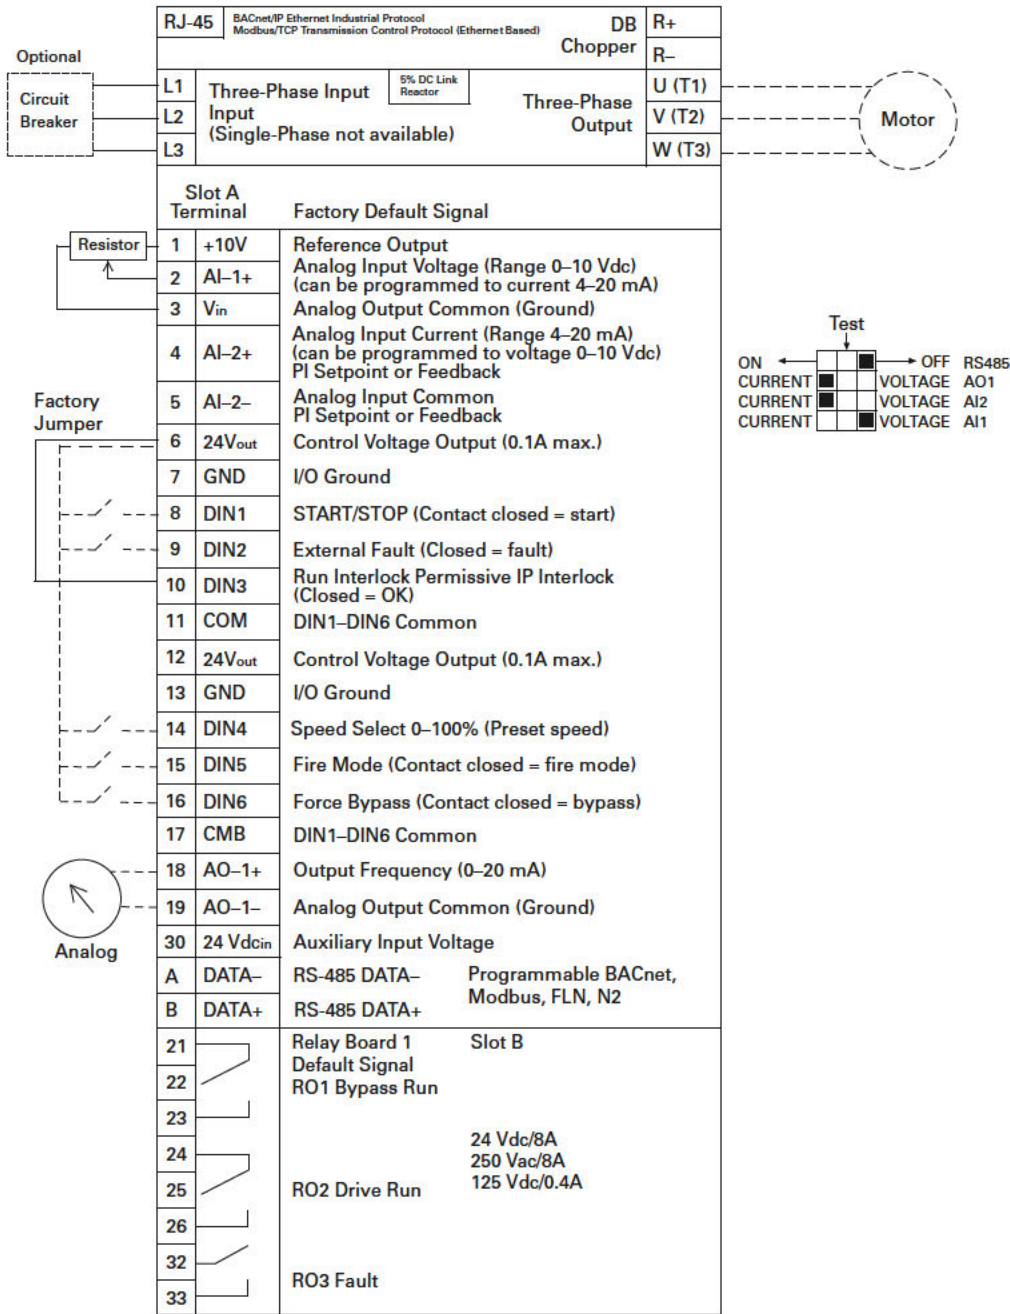 RJ-45 BACnet/IP Ethernet Industrial Protocol
Modbus/TCP Transmission Control Protocol (Ethernet Based)
DB
Chopper
R+
R–
Optional
Circuit
Breaker
L1
L2
L3
Three-Phase Input
Input
(Single-Phase not available)
5% DC Link
Reactor
Three-Phase
Output
U (T1)
V (T2)
W (T3)
Motor
Slot A
Terminal Factory Default Signal
Resistor
1 +10V Reference Output
2 AI–1+ Analog Input Voltage (Range 0–10 Vdc)
(can be programmed to current 4–20 mA)
3 Vin Analog Output Common (Ground)
4 AI–2+ Analog Input Current (Range 4–20 mA)
(can be programmed to voltage 0–10 Vdc)
PI Setpoint or Feedback
5 AI–2– Analog Input Common
PI Setpoint or Feedback
Factory
Jumper
6 24Vout Control Voltage Output (0.1A max.)
7 GND I/O Ground
8 DIN1 START/STOP (Contact closed = start)
9 DIN2 External Fault (Closed = fault)
10 DIN3 Run Interlock Permissive IP Interlock
(Closed = OK)
11 COM DIN1–DIN6 Common
12 24Vout Control Voltage Output (0.1A max.)
13 GND I/O Ground
14 DIN4 Speed Select 0–100% (Preset speed)
15 DIN5 Fire Mode (Contact closed = fire mode)
16 DIN6 Force Bypass (Contact closed = bypass)
17 CMB DIN1–DIN6 Common
18 AO–1+ Output Frequency (0–20 mA)
19 AO–1– Analog Output Common (Ground)
Analog
30 24 Vdcin Auxiliary Input Voltage
A DATA– RS-485 DATA–
B DATA+ RS-485 DATA+
Programmable BACnet,
Modbus, FLN, N2
Test
ON OFF RS485
CURRENT VOLTAGE AO1
CURRENT VOLTAGE AI2
CURRENT VOLTAGE AI1
21
22
23
Relay Board 1 Slot B
Default Signal
RO1 Bypass Run
24
25
26
RO2 Drive Run
24 Vdc/8A
250 Vac/8A
125 Vdc/0.4A
32
33
RO3 Fault